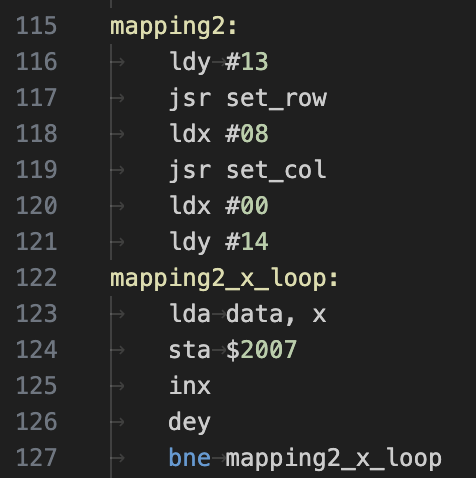 115 mapping2:
116 ldy #13
117 jsr set_row
118 ldx #08
119 jsr set_col
120 ldx #00
121 ldy #14
122 mapping2_x_loop:
123 lda data, x
124 sta $2007
125 inx
126 dey
127 bne mapping2_x_loop